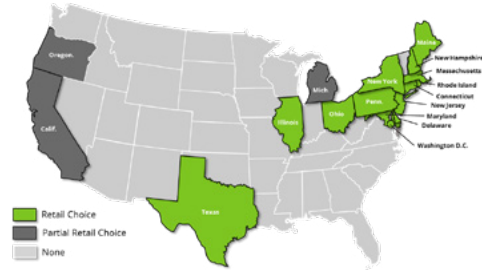 Oregon.
Calif.
Texas
Illinois
Mich.
Ohio
Penn.
New York
Maine
New Hampshire
Massachusetts
Rhode Island
Connecticut
New Jersey
Maryland
Delaware
Washington D.C.
Retail Choice
Partial Retail Choice
None